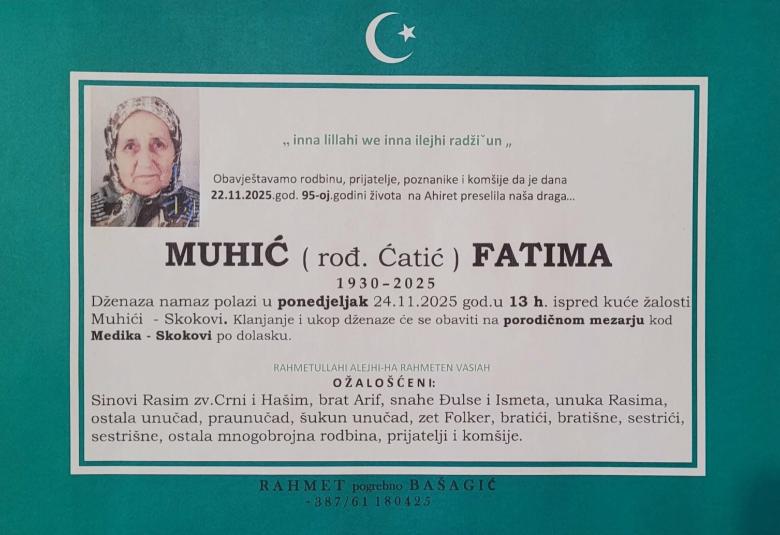 „ inna lillahi we inna ilejhi radžiˇun „
Obavještavamo rodbinu, prijatelje, poznanike i komšije da je dana
22.11.2025.god. 95-oj.godini života na Ahiret preselila naša draga...
MUHIĆ ( rođ. Ćatić ) FATIMA
1930-2025
Dženaza namaz polazi u ponedjeljak 24.11.2025 god.u 13 h. ispred kuće žalosti
Muhići - Skokovi. Klanjanje i ukop dženaze će se obaviti na porodičnom mezarju kod
Medika - Skokovi po dolasku.
RAHMETULLAHI ALEJHI-HA RAHMETEN VASIAH
OŽALOŠĆENI:
Sinovi Rasim zv.Crni i Hašim, brat Arif, snahe Đulse i Ismeta, unuka Rasima,
ostala unučad, praunučad, šukun unučad, zet Folker, bratići, bratišne, sestrići,
sestrišne, ostala mnogobrojna rodbina, prijatelji i komšije.
RAHMET pogrebno BAŠAGIĆ
-387/61 180425